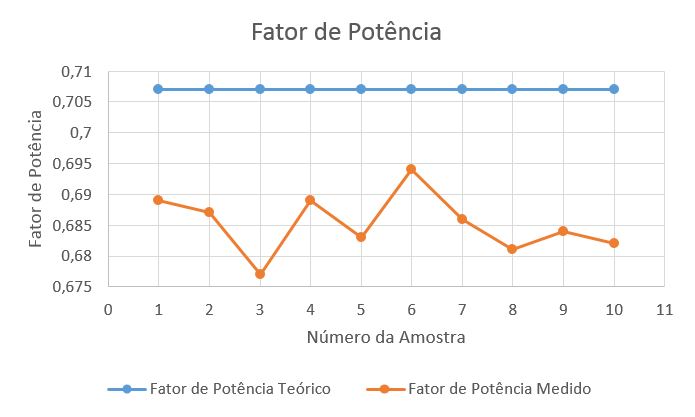 Fator de Potência
0,71
0,705
0,7
0,695
0,69
0,685
0,68
0,675
Fator de Potência
0 1 2 3 4 5 6 7 8 9 10 11
Número da Amostra
Fator de Potência Teórico Fator de Potência Medido